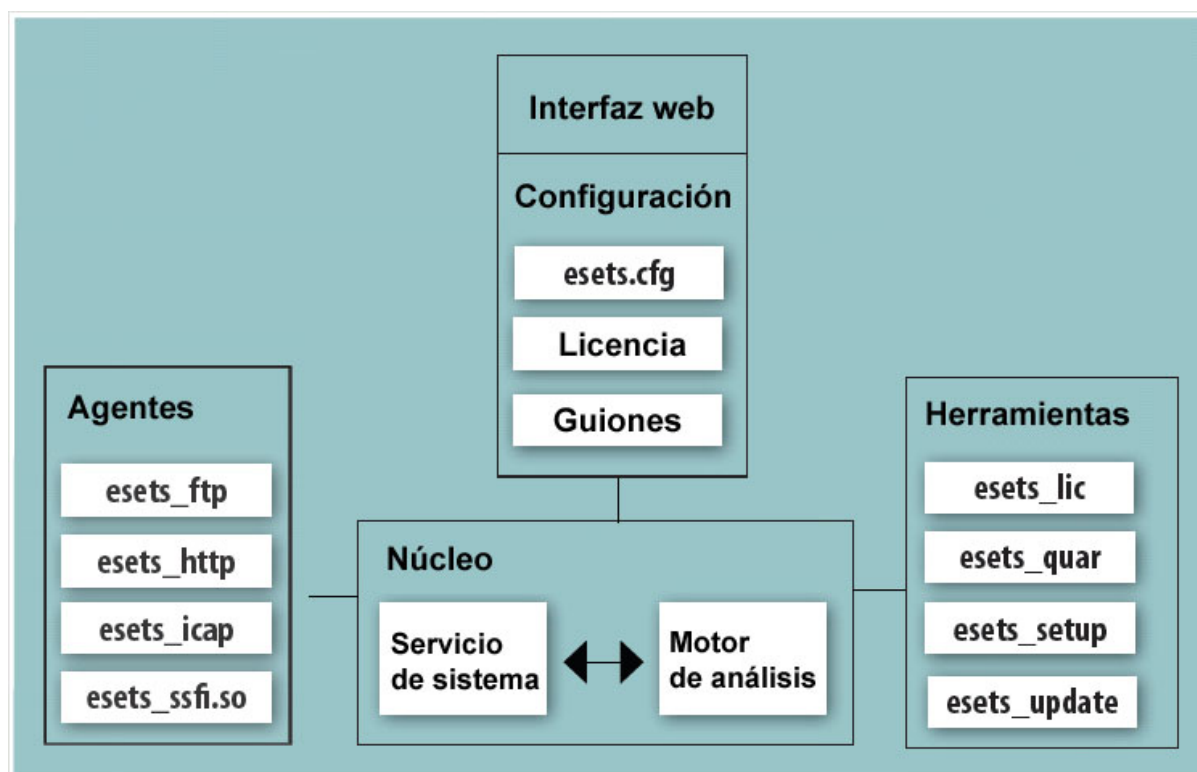 Interfaz web
Configuración
esets.cfg
Licencia
Guiones
Agentes
esets_ftp
esets_http
esets_icap
esets_ssfi.so
Núcleo
Servicio
de sistema
Motor
de análisis
Herramientas
esets_lic
esets_quar
esets_setup
esets_update